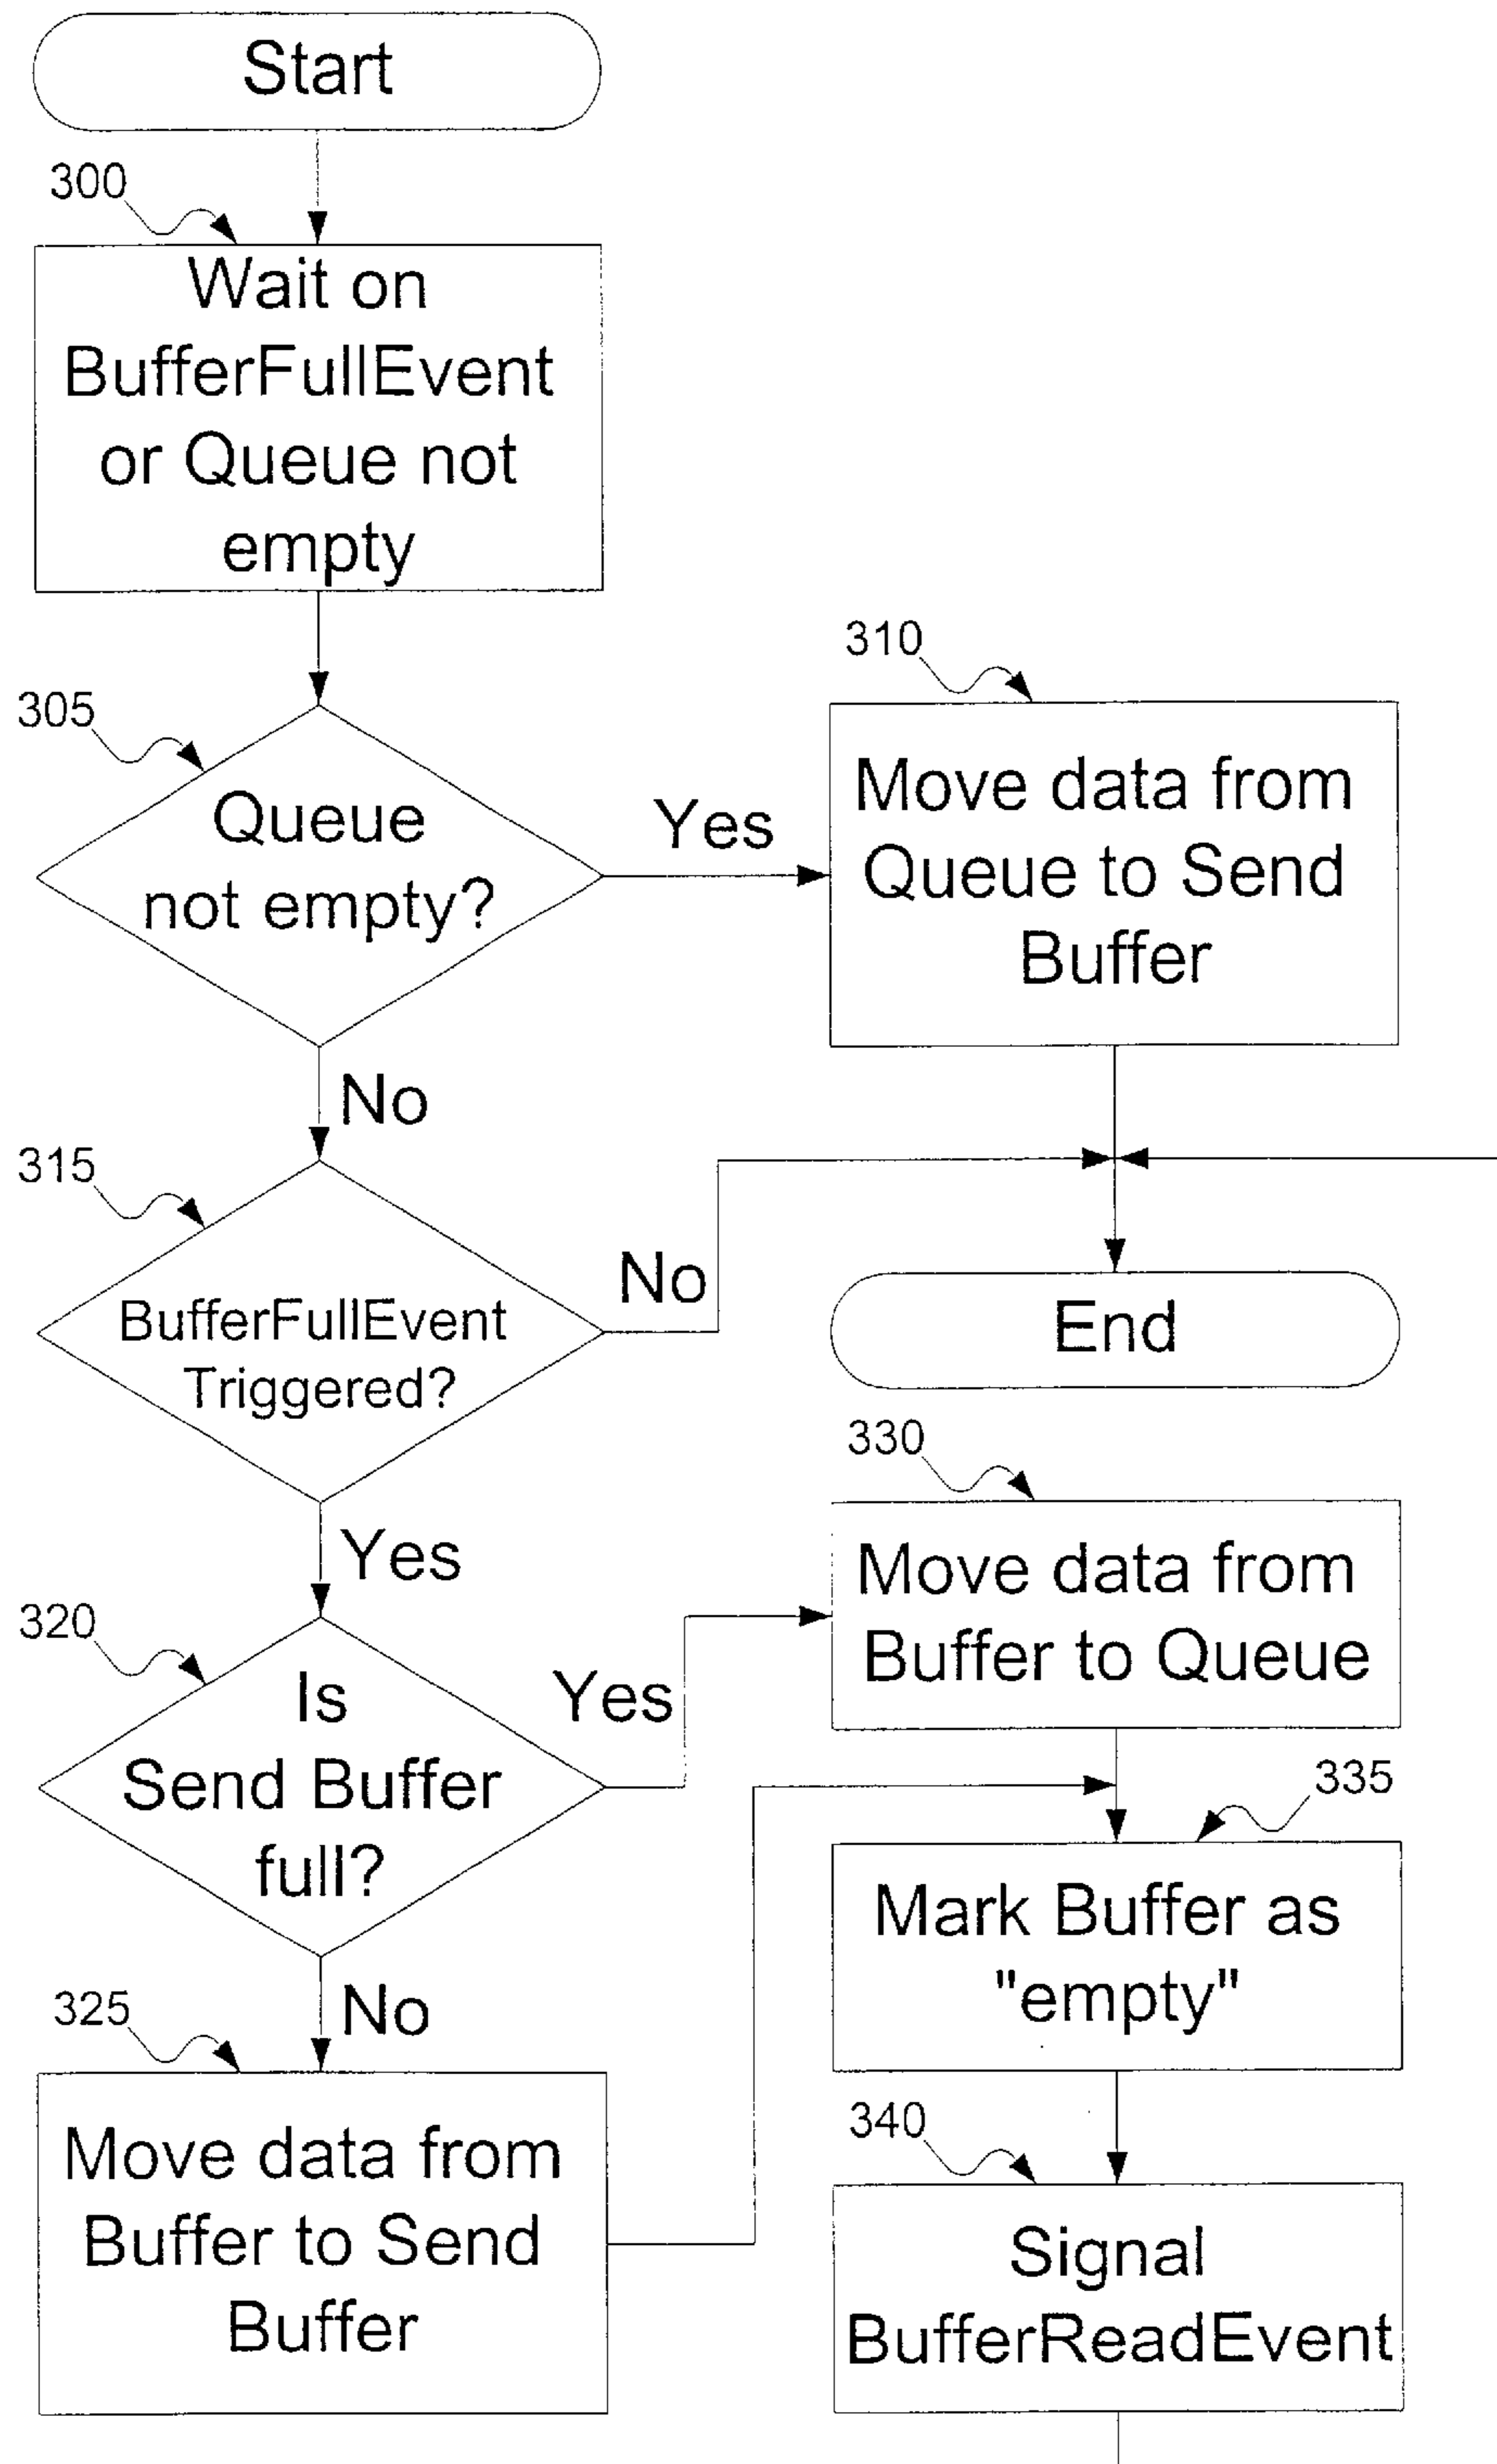 Start
300
Wait on
BufferFullEvent
or Queue not
empty
310
305
Queue
not empty?
Yes
Move data from
Queue to Send
Buffer
No
315
BufferFullEvent
Triggered?
No
End
330
Yes
Move data from
Buffer to Queue
320
Is
Send Buffer
full?
Yes
335
Mark Buffer as
"empty"
No
325
340
Move data from
Buffer to Send
Buffer
Signal
BufferReadEvent